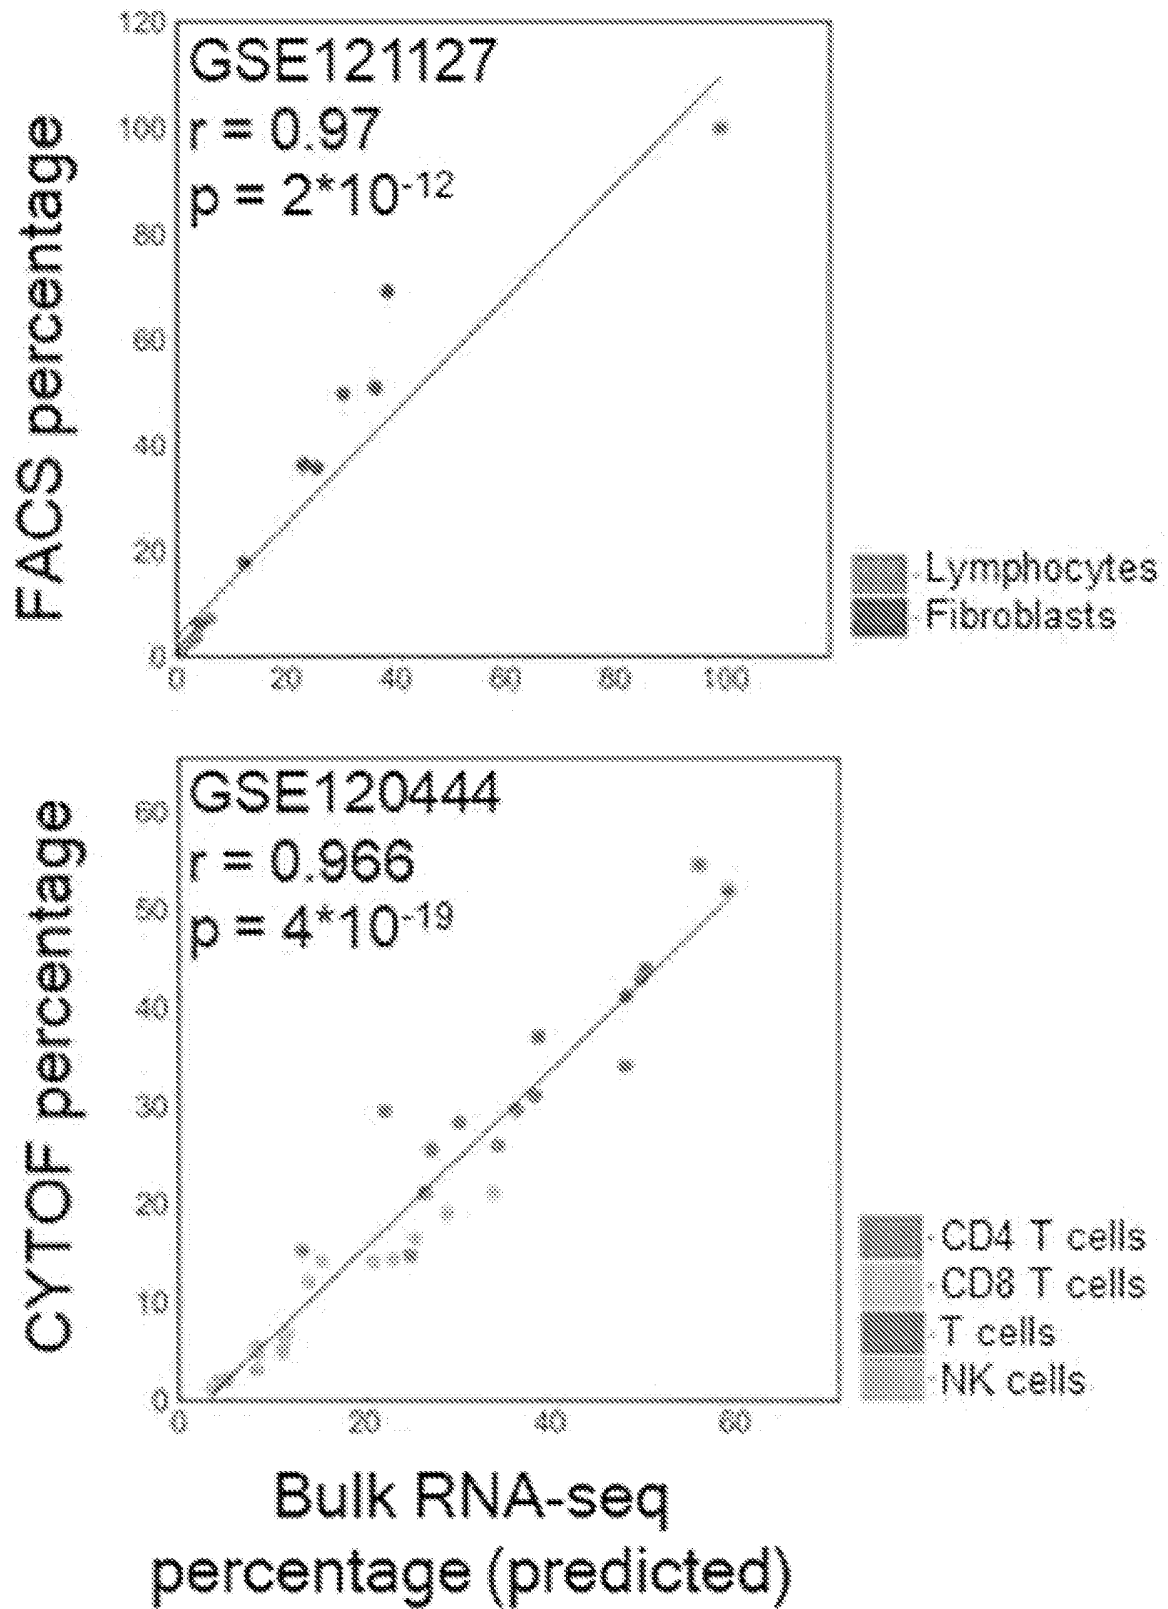 120
GSE121127
r = 0.97
p = 2*10-12
100
80
60
40
20
0
0 20 40 60 80 100
FACS percentage
Lymphocytes
Fibroblasts
GSE120444
r = 0.966
p = 4*10-19
60
50
40
30
20
10
0
0 20 40 60
CYTOF percentage
CD4 T cells
CD8 T cells
T cells
NK cells
Bulk RNA-seq
percentage (predicted)